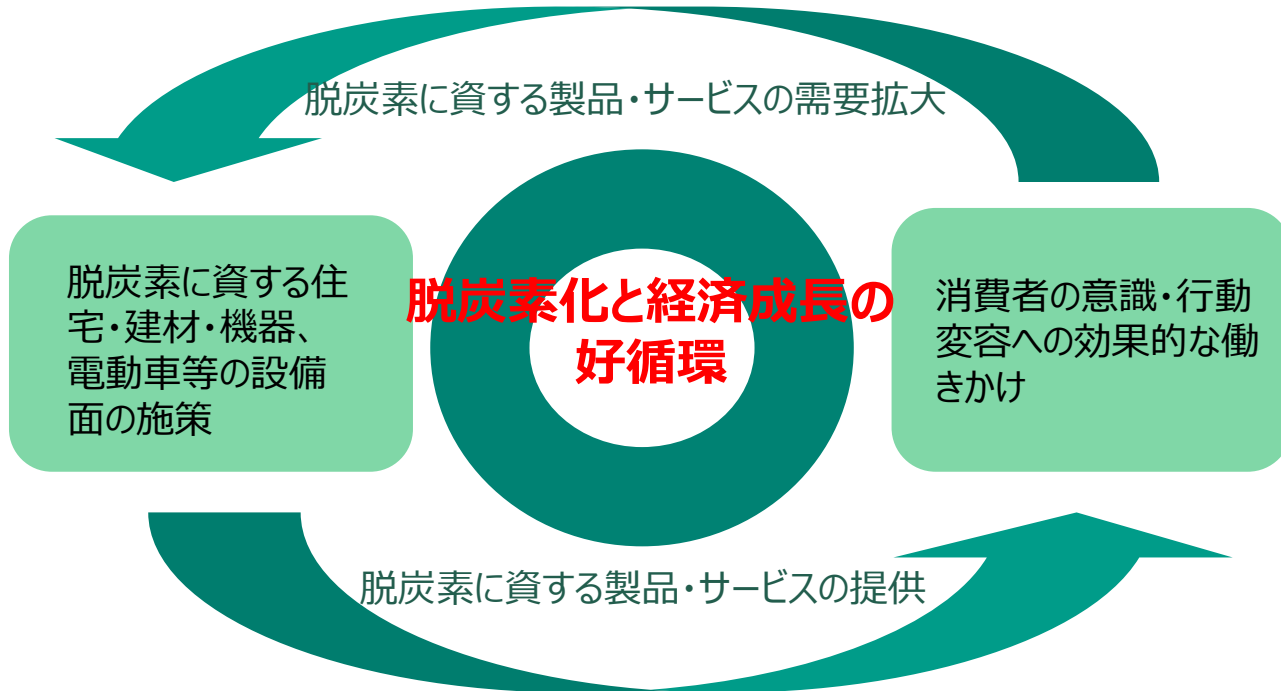 脱炭素に資する製品・サービスの需要拡大
脱炭素に資する住
宅・建材・機器、
電動車等の設備
面の施策
脱炭素化と経済成長の
好循環
消費者の意識・行動
変容への効果的な働
きかけ
脱炭素に資する製品・サービスの提供